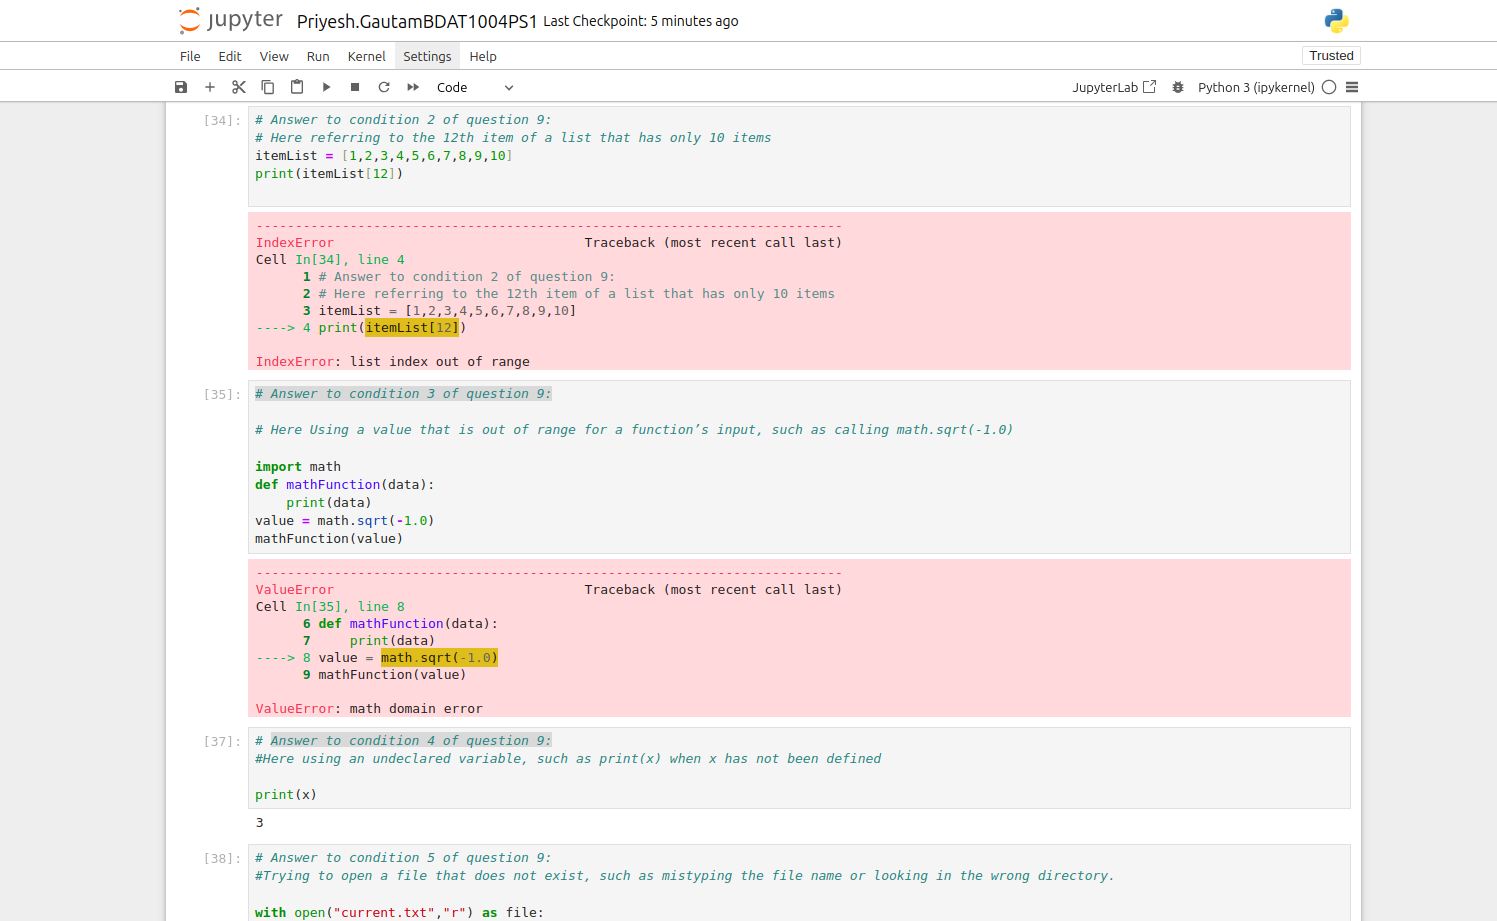 jupyter Priyesh.GautamBDAT1004PS1 Last Checkpoint: 5 minutes ago
File Edit View Run Kernel Settings Help Trusted
Code JupyterLab Python 3 (ipykernel)
[34]: # Answer to condition 2 of question 9:
# Here referring to the 12th item of a list that has only 10 items
itemList = [1,2,3,4,5,6,7,8,9,10]
print(itemList[12])
---------------------------------------------------------------------------
IndexError Traceback (most recent call last)
Cell In[34], line 4
1 # Answer to condition 2 of question 9:
2 # Here referring to the 12th item of a list that has only 10 items
3 itemList = [1,2,3,4,5,6,7,8,9,10]
----> 4 print(itemList[12])
IndexError: list index out of range
[35]: # Answer to condition 3 of question 9:
# Here Using a value that is out of range for a function’s input, such as calling math.sqrt(-1.0)
import math
def mathFunction(data):
print(data)
value = math.sqrt(-1.0)
mathFunction(value)
---------------------------------------------------------------------------
ValueError Traceback (most recent call last)
Cell In[35], line 8
6 def mathFunction(data):
7 print(data)
----> 8 value = math.sqrt(-1.0)
9 mathFunction(value)
ValueError: math domain error
[37]: # Answer to condition 4 of question 9:
#Here using an undeclared variable, such as print(x) when x has not been defined
print(x)
3
[38]: # Answer to condition 5 of question 9:
#Trying to open a file that does not exist, such as mistyping the file name or looking in the wrong directory.
with open("current.txt","r") as file: